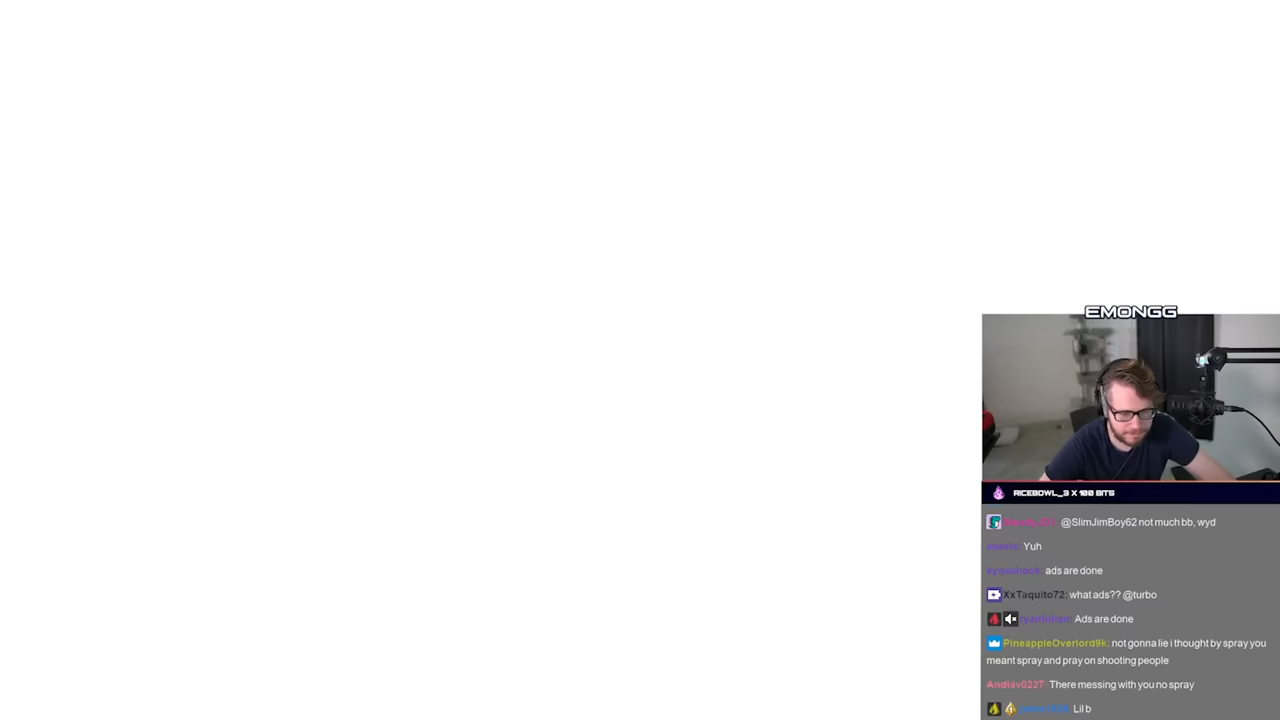 EMONGG
RICEBOWL_3 X 100 BITS
@SlimJimBoy62 not much bb, wyd
Yuh
ads are done
XxTaquito72: what ads?? @turbo
Ads are done
PineappleOverlord9k: not gonna lie i thought by spray you
meant spray and pray on shooting people
Andiav0227: There messing with you no spray
Lil b